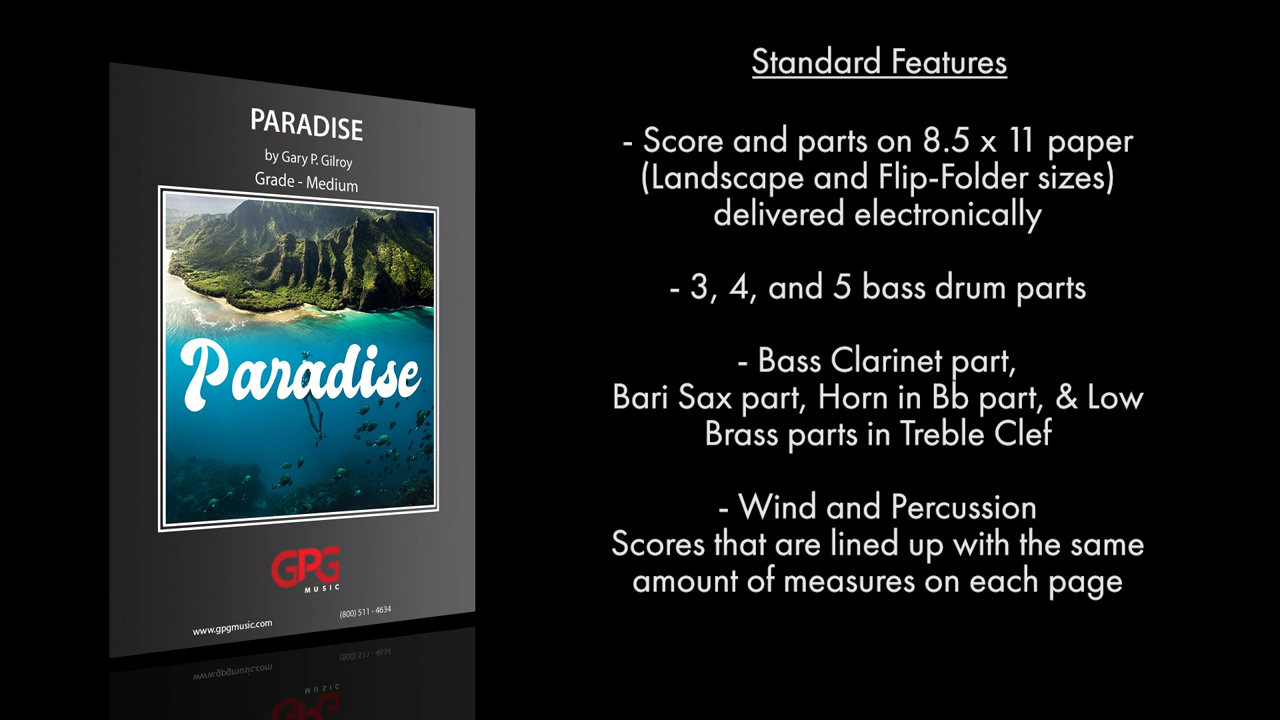 PARADISE
by Gary P. Gilroy
Grade - Medium
Paradise
GPG
MUSIC
(800) 511 - 4634
www.gpgmusic.com
Standard Features
- Score and parts on 8.5 x 11 paper
(Landscape and Flip-Folder sizes)
delivered electronically
- 3, 4, and 5 bass drum parts
- Bass Clarinet part,
Bari Sax part, Horn in Bb part, & Low
Brass parts in Treble Clef
- Wind and Percussion
Scores that are lined up with the same
amount of measures on each page